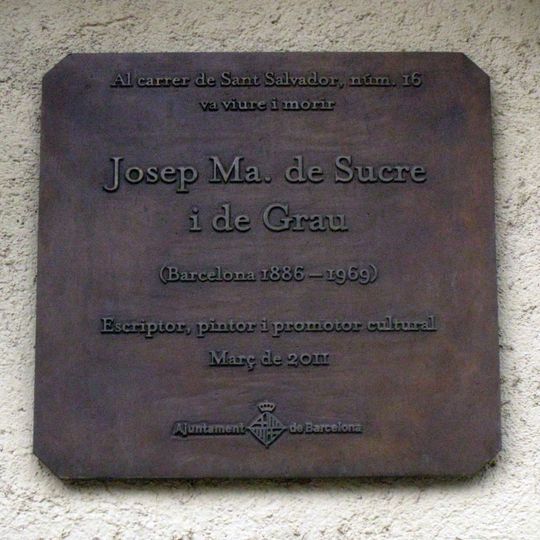 Al carrer de Sant Salvador, núm. 16
va viure i morir
Josep Ma. de Sucre
i de Grau
(Barcelona 1886 – 1969)
Escriptor, pintor i promotor cultural
Març de 2011
Ajuntament de Barcelona